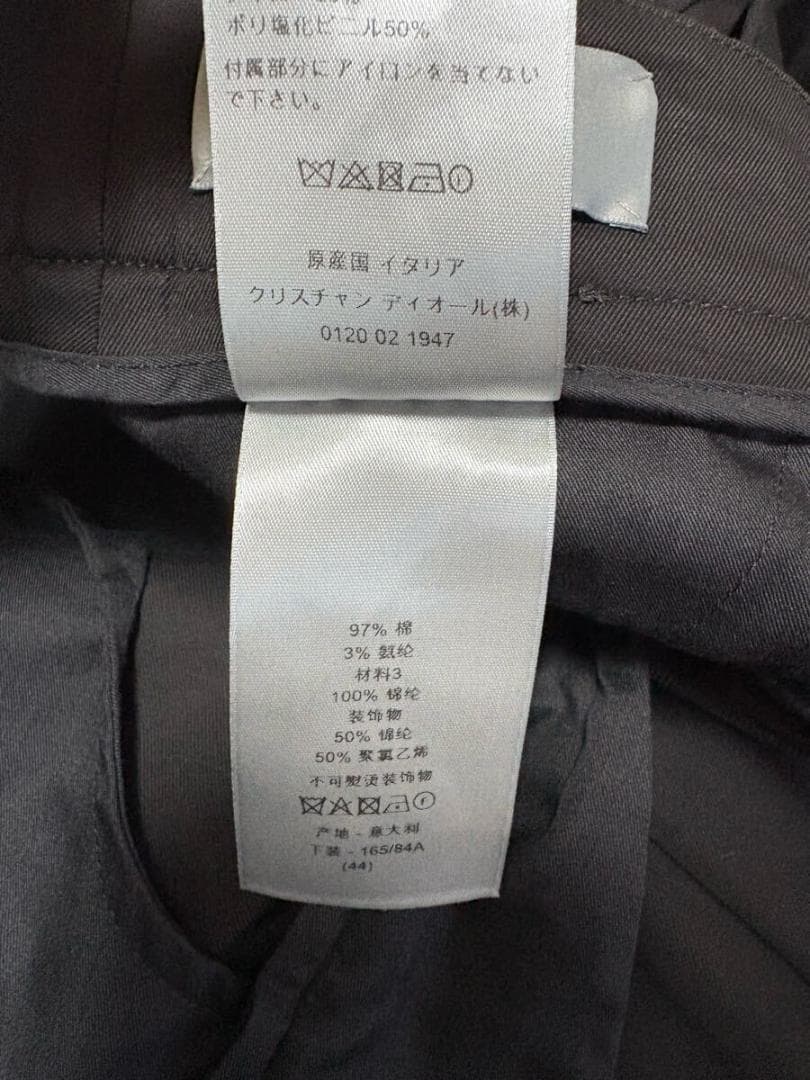 ポリ塩化ビニル50%
付属部分にアイロンを当てない
で下さい。
原産国 イタリア
クリスチャン ディオール(株)
0120 02 1947
97% 棉
3% 氨纶
材料3
100% 锦纶
装饰物
50% 锦纶
50% 聚氯乙烯
不可熨烫装饰物
产地 - 意大利
下装 - 165/84A
(44)